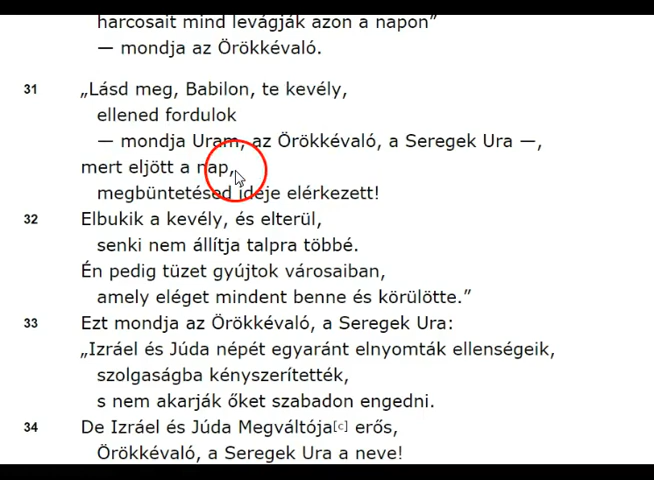 harcosait mind levágják azon a napon”
— mondja az Örökkévaló.
31 „Lásd meg, Babilon, te kevély,
ellened fordulok
— mondja Uram, az Örökkévaló, a Seregek Ura —,
mert eljött a nap,
megbüntetésed ideje elérkezett!
32 Elbukik a kevély, és elterül,
senki nem állítja talpra többé.
Én pedig tüzet gyújtok városaiban,
amely eléget mindent benne és körülötte.”
33 Ezt mondja az Örökkévaló, a Seregek Ura:
„Izráel és Júda népét egyaránt elnyomták ellenségeik,
szolgaságba kényszerítették,
s nem akarják őket szabadon engedni.
34 De Izráel és Júda Megváltója[c] erős,
Örökkévaló, a Seregek Ura a neve!